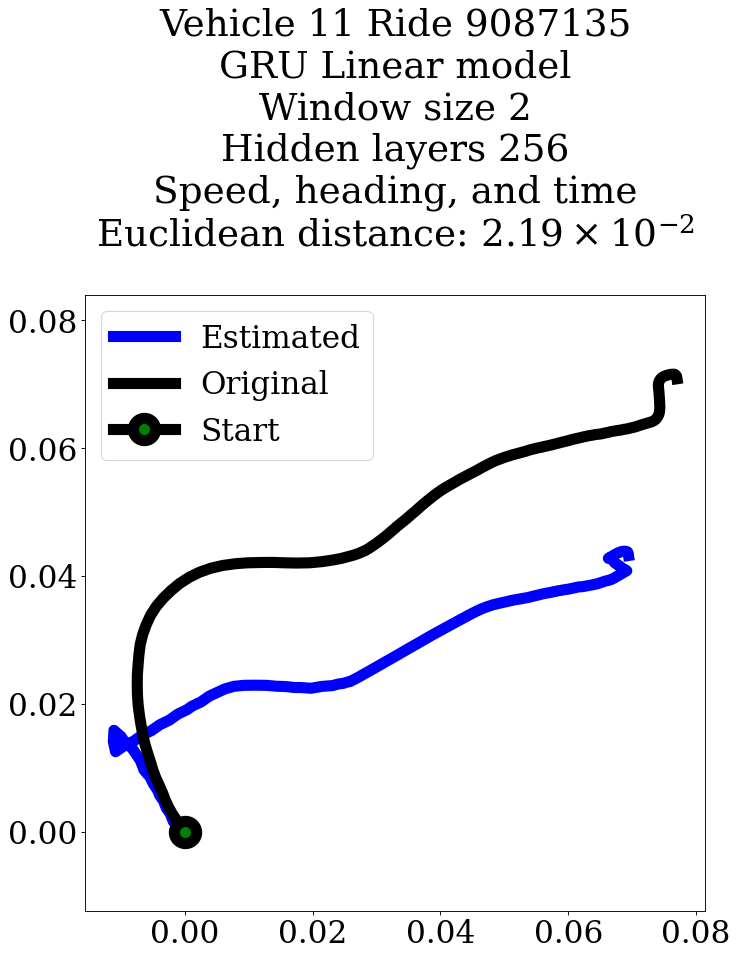 Vehicle 11 Ride 9087135
GRU Linear model
Window size 2
Hidden layers 256
Speed, heading, and time
Euclidean distance: 2.19 × 10⁻²
Estimated
Original
Start
0.08
0.06
0.04
0.02
0.00
0.00 0.02 0.04 0.06 0.08